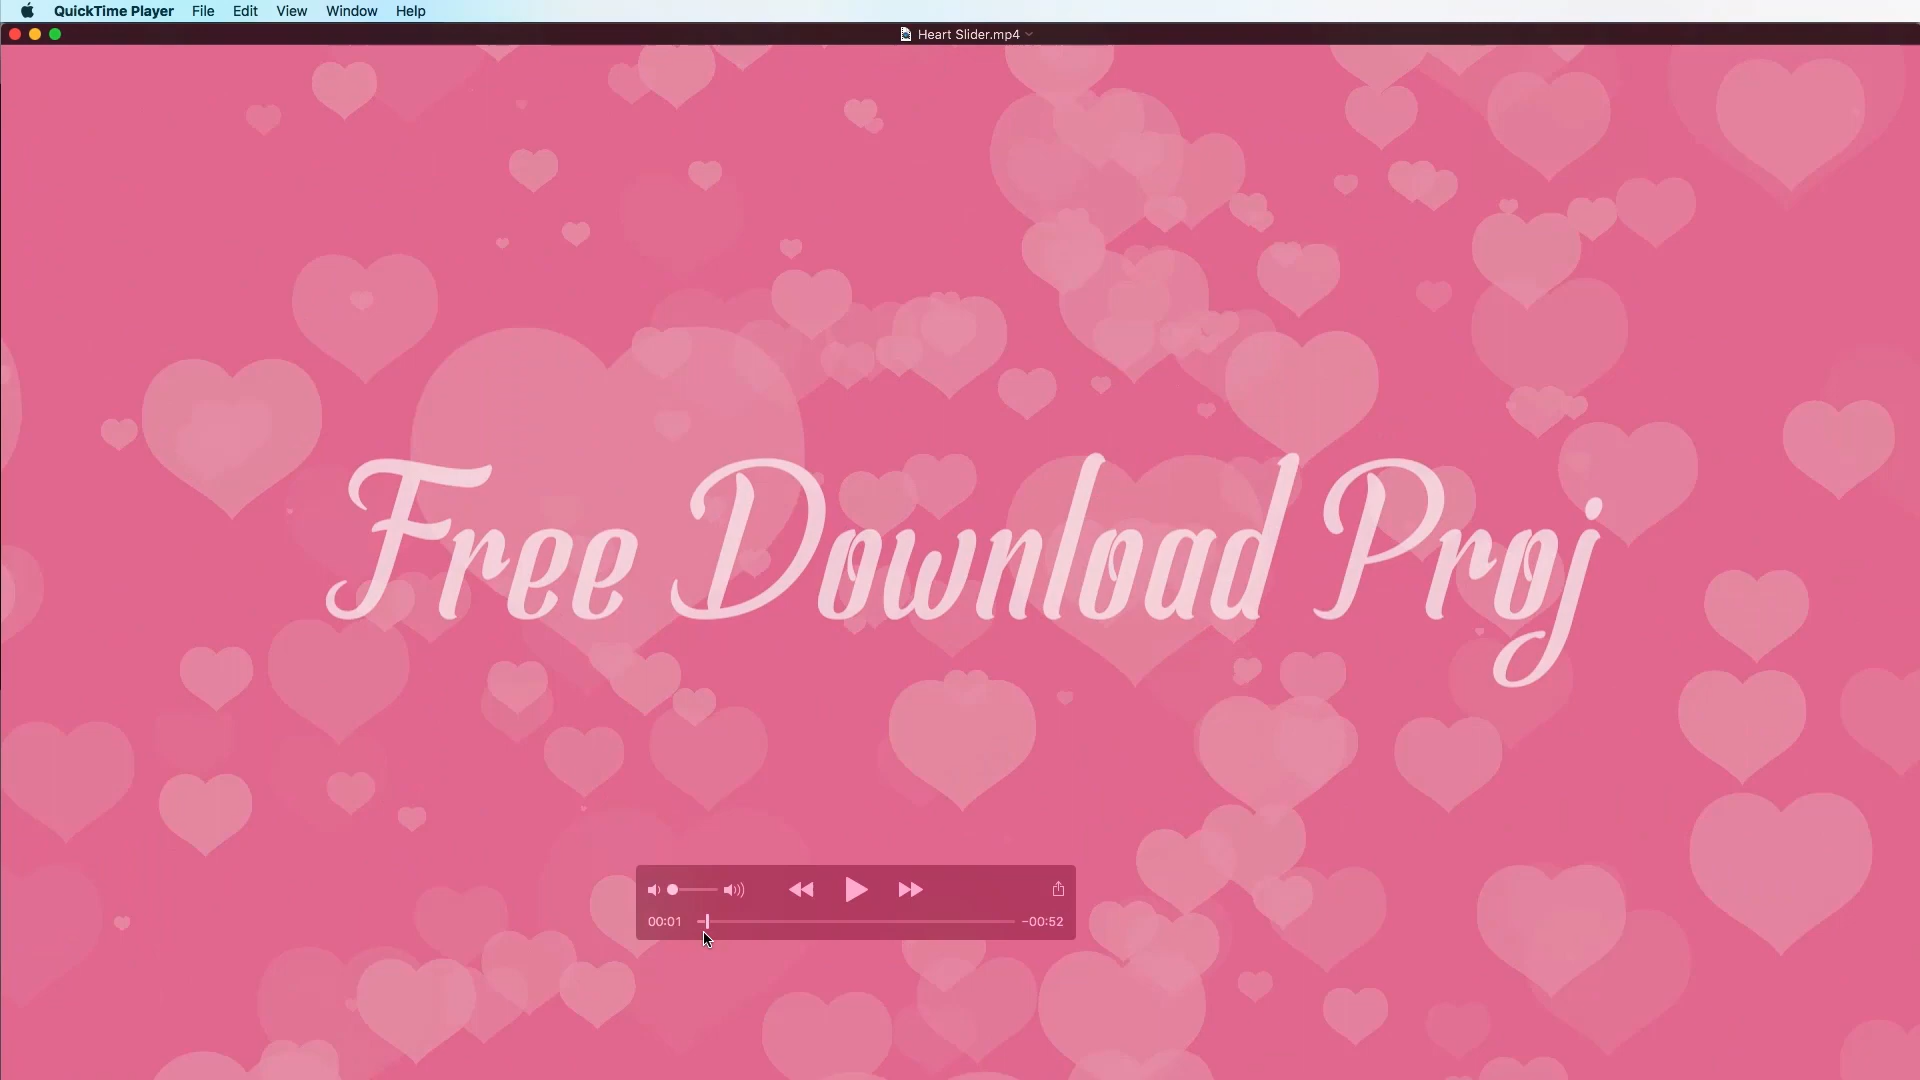 QuickTime Player File Edit View Window Help
Heart Slider.mp4
Free Download Proj
00:01 -00:52